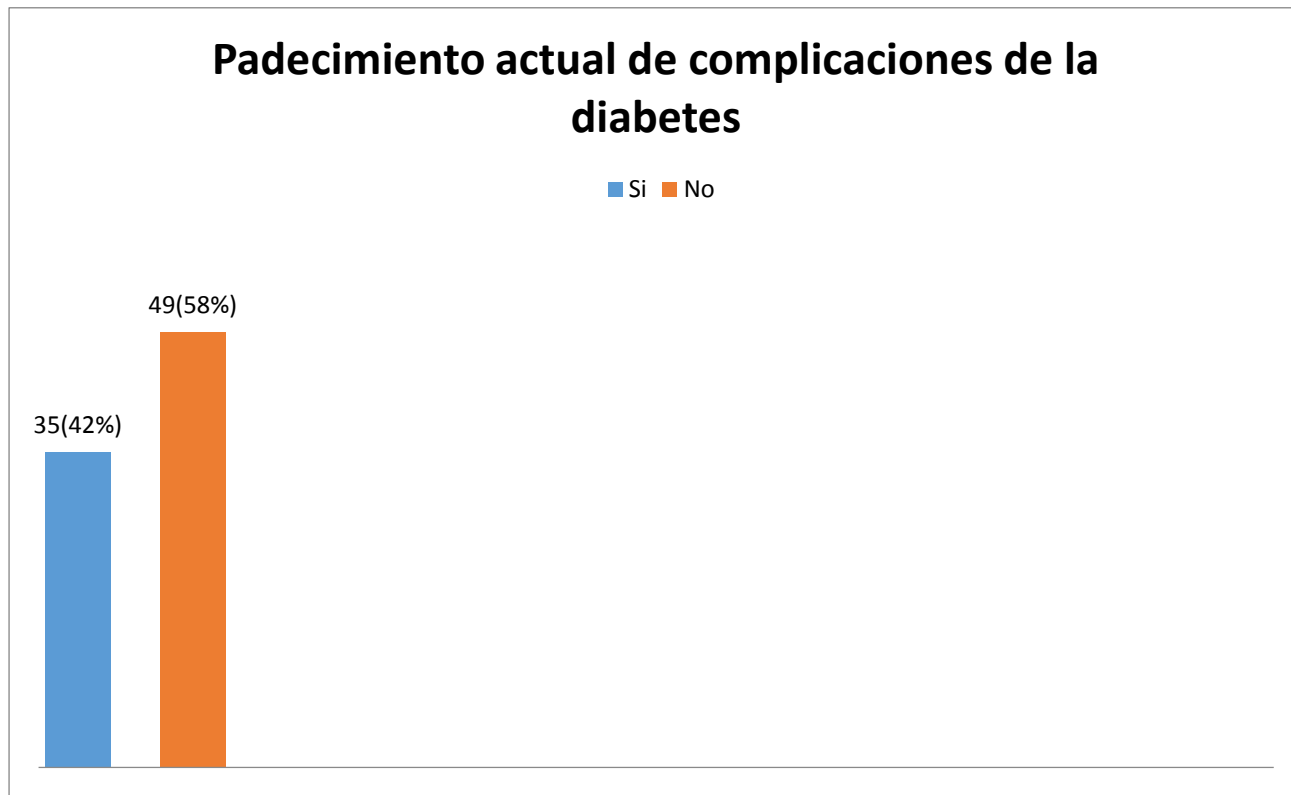 Padecimiento actual de complicaciones de la
diabetes
Si No
49(58%)
35(42%)